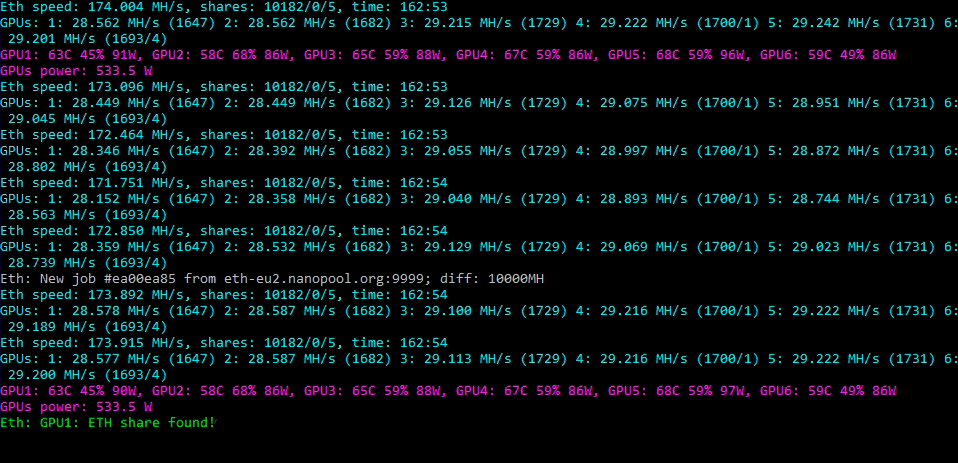 Eth speed: 174.004 MH/s, shares: 10182/0/5, time: 162:53
GPUs: 1: 28.562 MH/s (1647) 2: 28.562 MH/s (1682) 3: 29.215 MH/s (1729) 4: 29.222 MH/s (1700/1) 5: 29.242 MH/s (1731) 6:
29.201 MH/s (1693/4)
GPU1: 63C 45% 91W, GPU2: 58C 68% 86W, GPU3: 65C 59% 88W, GPU4: 67C 59% 86W, GPU5: 68C 59% 96W, GPU6: 59C 49% 86W
GPUs power: 533.5 W
Eth speed: 173.096 MH/s, shares: 10182/0/5, time: 162:53
GPUs: 1: 28.449 MH/s (1647) 2: 28.449 MH/s (1682) 3: 29.126 MH/s (1729) 4: 29.075 MH/s (1700/1) 5: 28.951 MH/s (1731) 6:
29.045 MH/s (1693/4)
Eth speed: 172.464 MH/s, shares: 10182/0/5, time: 162:53
GPUs: 1: 28.346 MH/s (1647) 2: 28.392 MH/s (1682) 3: 29.055 MH/s (1729) 4: 28.997 MH/s (1700/1) 5: 28.872 MH/s (1731) 6:
28.802 MH/s (1693/4)
Eth speed: 171.751 MH/s, shares: 10182/0/5, time: 162:54
GPUs: 1: 28.152 MH/s (1647) 2: 28.358 MH/s (1682) 3: 29.040 MH/s (1729) 4: 28.893 MH/s (1700/1) 5: 28.744 MH/s (1731) 6:
28.563 MH/s (1693/4)
Eth speed: 172.850 MH/s, shares: 10182/0/5, time: 162:54
GPUs: 1: 28.359 MH/s (1647) 2: 28.532 MH/s (1682) 3: 29.129 MH/s (1729) 4: 29.069 MH/s (1700/1) 5: 29.023 MH/s (1731) 6:
28.739 MH/s (1693/4)
Eth: New job #ea00ea85 from eth-eu2.nanopool.org:9999; diff: 10000MH
Eth speed: 173.892 MH/s, shares: 10182/0/5, time: 162:54
GPUs: 1: 28.578 MH/s (1647) 2: 28.587 MH/s (1682) 3: 29.100 MH/s (1729) 4: 29.216 MH/s (1700/1) 5: 29.222 MH/s (1731) 6:
29.189 MH/s (1693/4)
Eth speed: 173.915 MH/s, shares: 10182/0/5, time: 162:54
GPUs: 1: 28.577 MH/s (1647) 2: 28.587 MH/s (1682) 3: 29.113 MH/s (1729) 4: 29.216 MH/s (1700/1) 5: 29.222 MH/s (1731) 6:
29.200 MH/s (1693/4)
GPU1: 63C 45% 90W, GPU2: 58C 68% 86W, GPU3: 65C 59% 88W, GPU4: 67C 59% 86W, GPU5: 68C 59% 97W, GPU6: 59C 49% 86W
GPUs power: 533.5 W
Eth: GPU1: ETH share found!